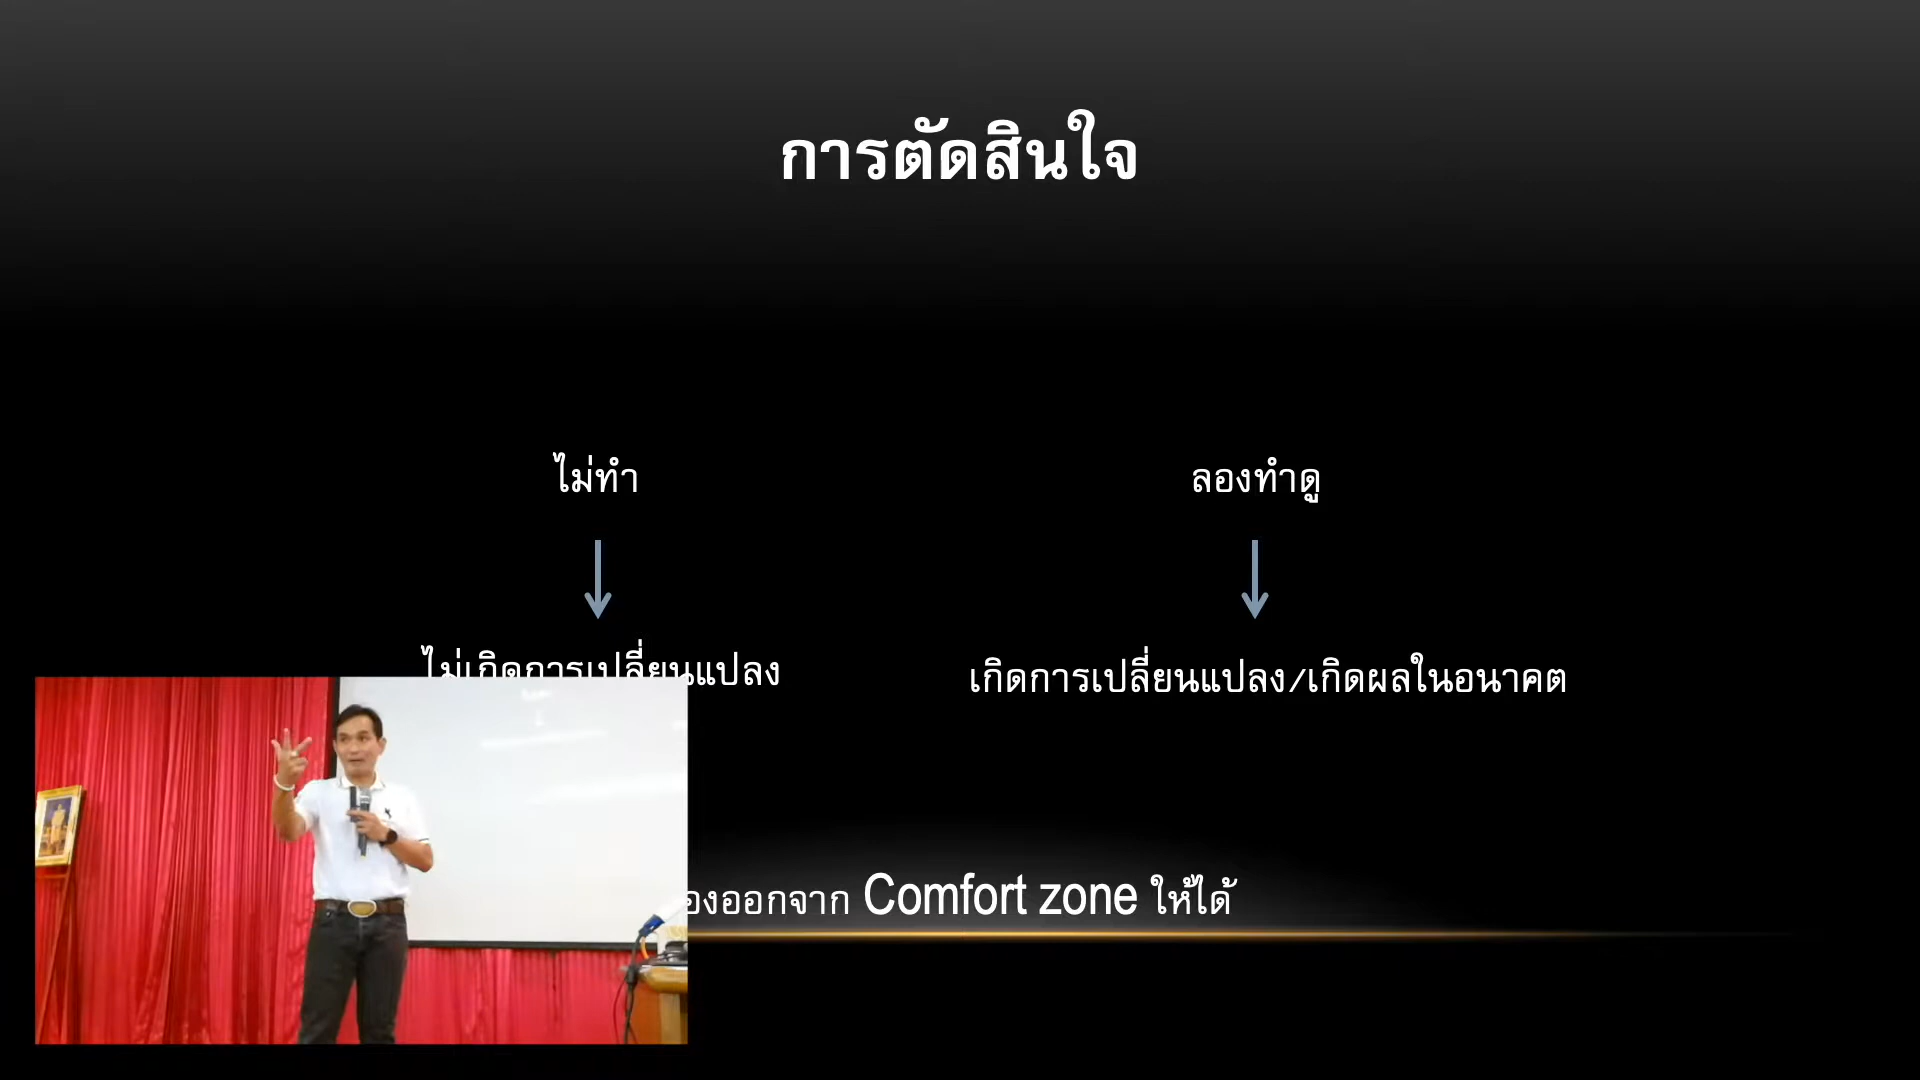 การตัดสินใจ
ไม่ทำ
ลองทำดู
ไม่เกิดการเปลี่ยนแปลง
เกิดการเปลี่ยนแปลง/เกิดผลในอนาคต
ออกจาก Comfort zone ให้ได้